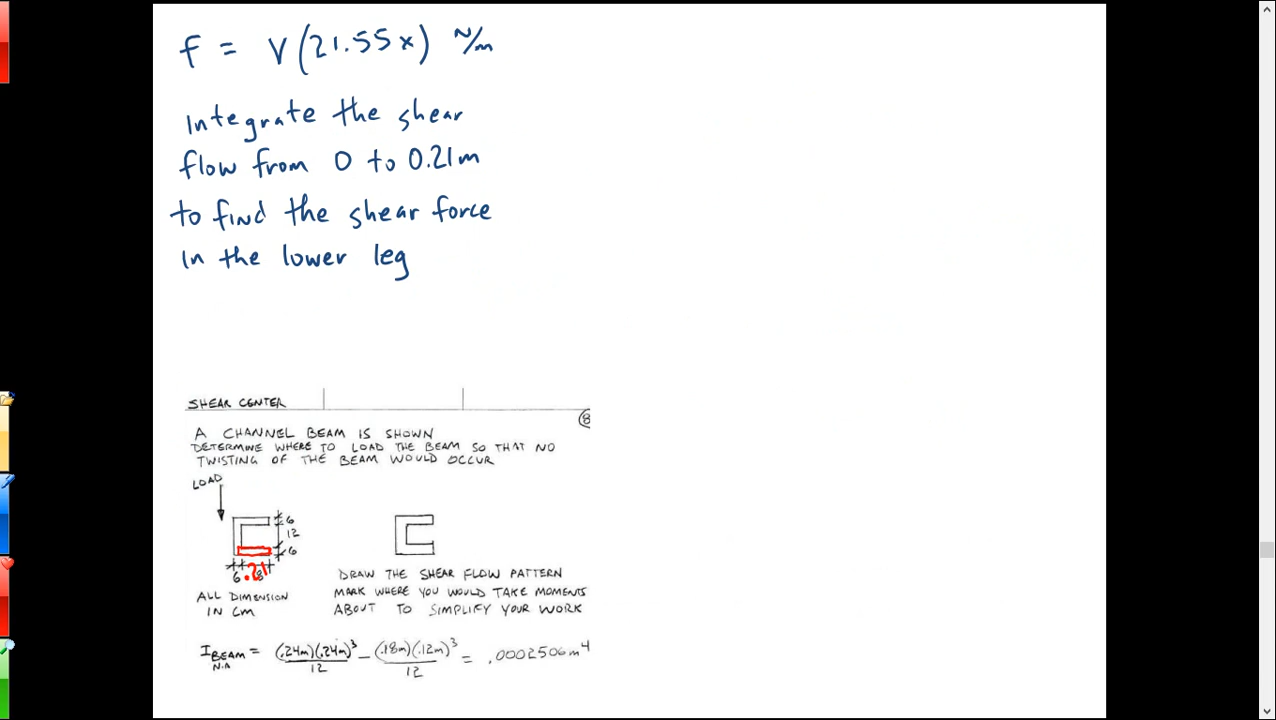 f = V(21.55x) N/m
Integrate the shear
flow from 0 to 0.21m
to find the shear force
in the lower leg
SHEAR CENTER
8
A CHANNEL BEAM IS SHOWN
DETERMINE WHERE TO LOAD THE BEAM SO THAT NO
TWISTING OF THE BEAM WOULD OCCUR
LOAD
6
12
6
6 .21
ALL DIMENSION
IN CM
DRAW THE SHEAR FLOW PATTERN
MARK WHERE YOU WOULD TAKE MOMENTS
ABOUT TO SIMPLIFY YOUR WORK
I BEAM N.A = (.24m)(.24m)³/12 - (.18m)(.12m)³/12 = .0002506m⁴